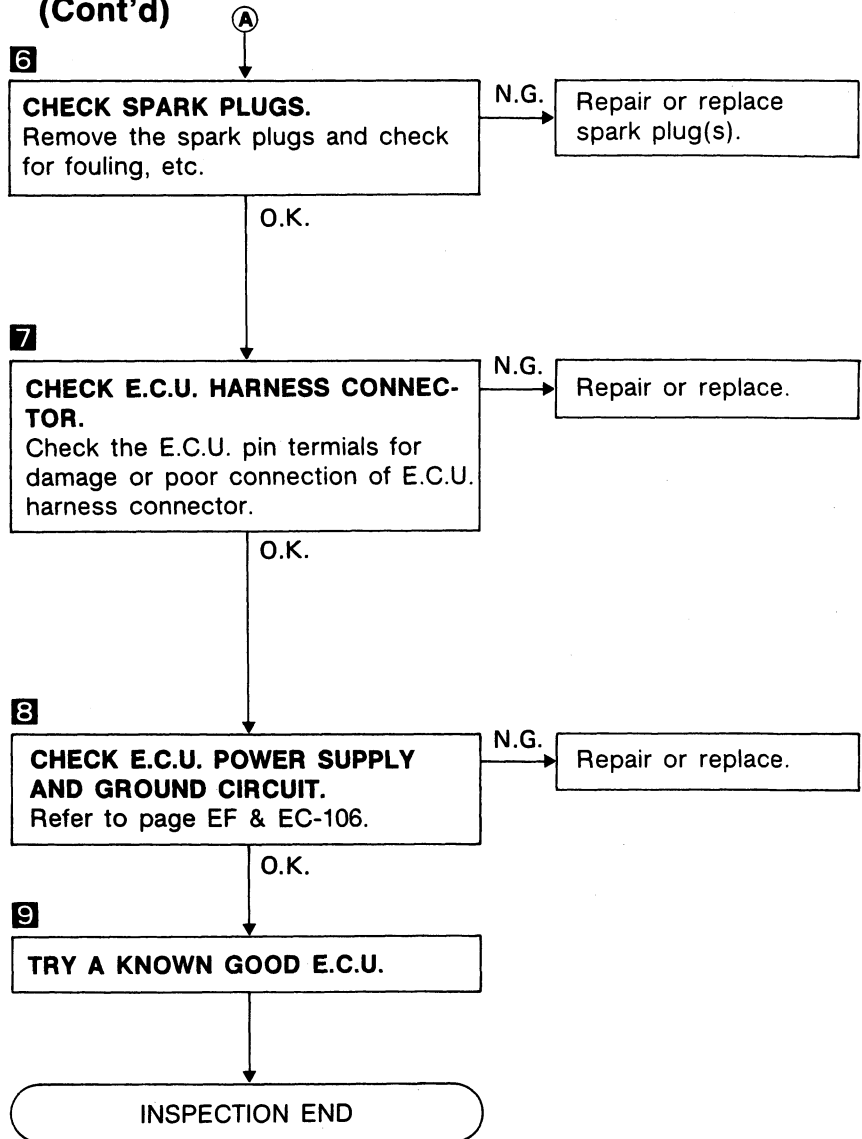 (Cont'd)
A
6
CHECK SPARK PLUGS.
Remove the spark plugs and check
for fouling, etc.
N.G.
Repair or replace
spark plug(s).
O.K.
7
CHECK E.C.U. HARNESS CONNEC-
TOR.
Check the E.C.U. pin termials for
damage or poor connection of E.C.U.
harness connector.
N.G.
Repair or replace.
O.K.
8
CHECK E.C.U. POWER SUPPLY
AND GROUND CIRCUIT.
Refer to page EF & EC-106.
N.G.
Repair or replace.
O.K.
9
TRY A KNOWN GOOD E.C.U.
INSPECTION END